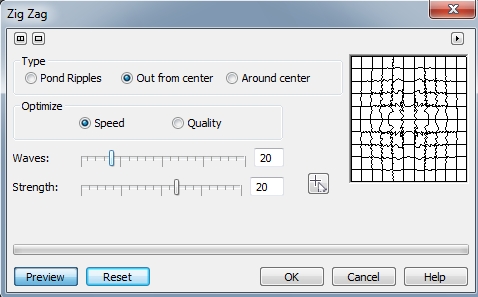 Zig Zag
Type
Pond Ripples
Out from center
Around center
Optimize
Speed
Quality
Waves:
20
Strength:
20
Preview
Reset
OK
Cancel
Help